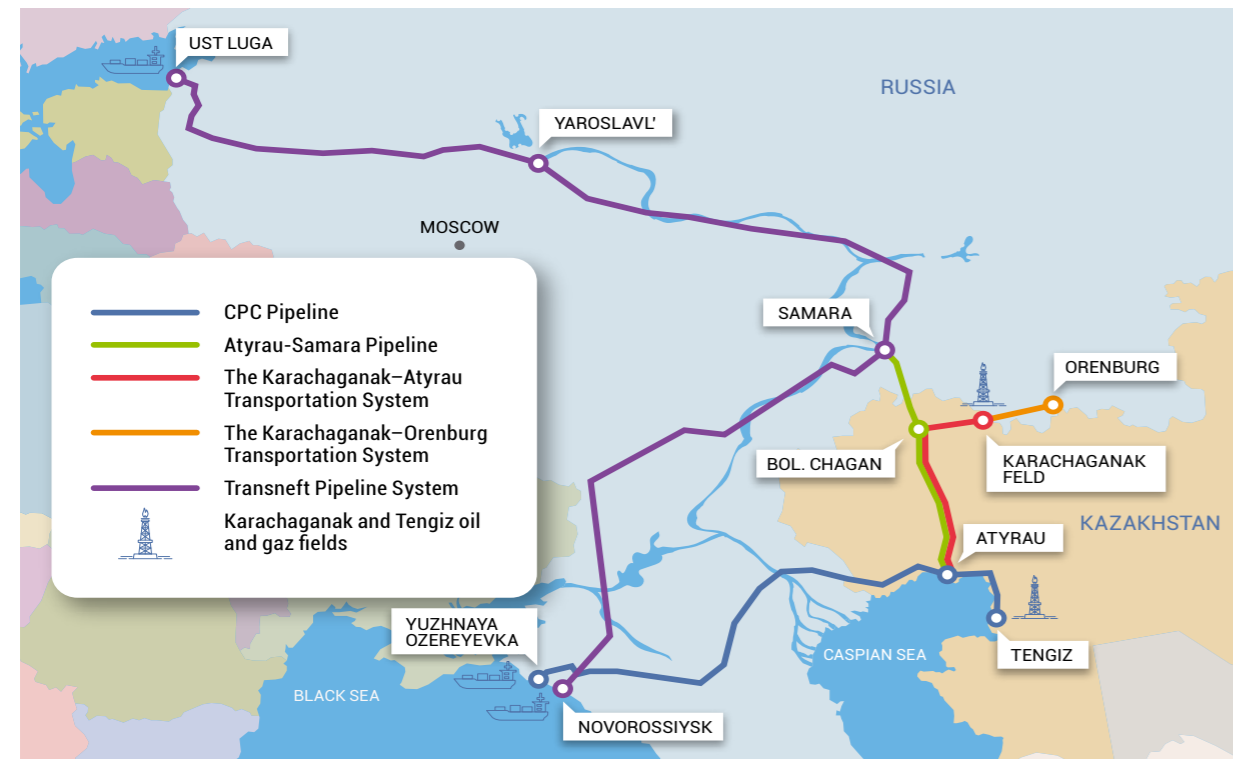 UST LUGA
RUSSIA
YAROSLAVL'
MOSCOW
SAMARA
ORENBURG
BOL. CHAGAN
KARACHAGANAK
FELD
KAZAKHSTAN
ATYRAU
CPC Pipeline
Atyrau-Samara Pipeline
The Karachaganak–Atyrau
Transportation System
The Karachaganak–Orenburg
Transportation System
Transneft Pipeline System
Karachaganak and Tengiz oil
and gaz fields
YUZHNAYA
OZEREYEVKA
CASPIAN SEA
TENGIZ
BLACK SEA
NOVOROSSIYSK